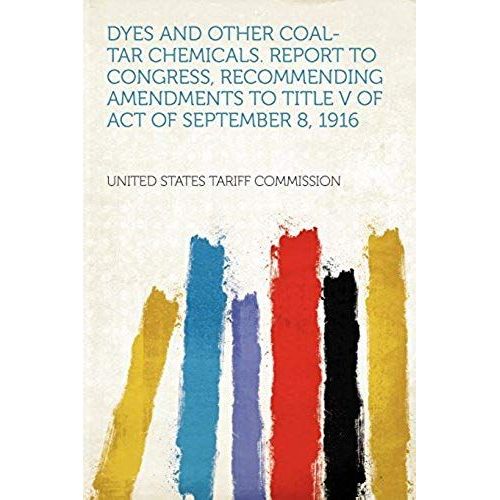 DYES AND OTHER COAL-
TAR CHEMICALS. REPORT TO
CONGRESS, RECOMMENDING
AMENDMENTS TO TITLE V OF
ACT OF SEPTEMBER 8, 1916
UNITED STATES TARIFF COMMISSION